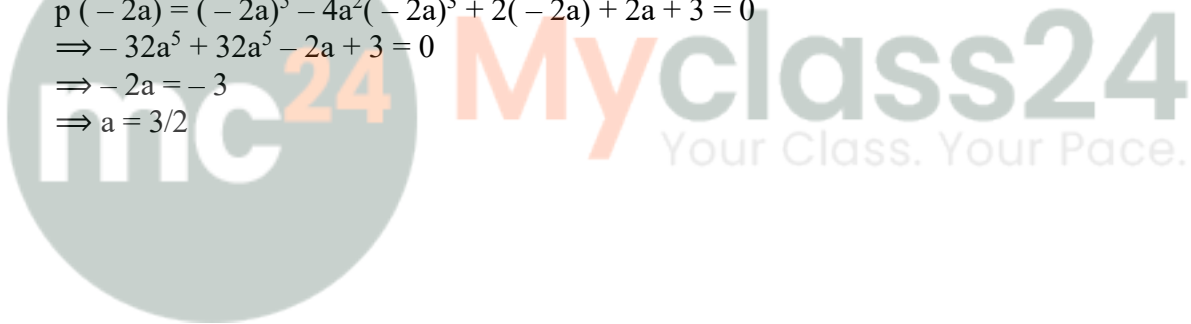 p ( – 2a) = ( – 2a)⁵ – 4a²( – 2a)³ + 2( – 2a) + 2a + 3 = 0
⟹ – 32a⁵ + 32a⁵ – 2a + 3 = 0
⟹ – 2a = – 3
⟹ a = 3/2
mc24
Myclass24
Your Class. Your Pace.